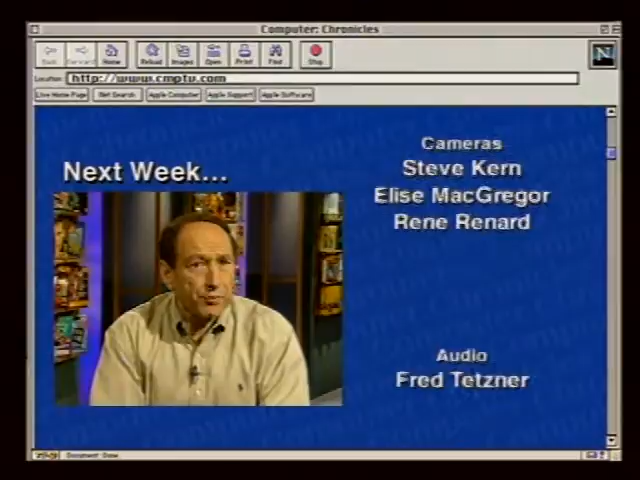 Computer: Chronicles
Back Forward Home Reload Images Open Print Find Stop
N
Location: http://www.cmptv.com
Live Home Page Net Search Apple Computer Apple Support Apple Software
Next Week...
Cameras
Steve Kern
Elise MacGregor
Rene Renard
Audio
Fred Tetzner
Document: Done.